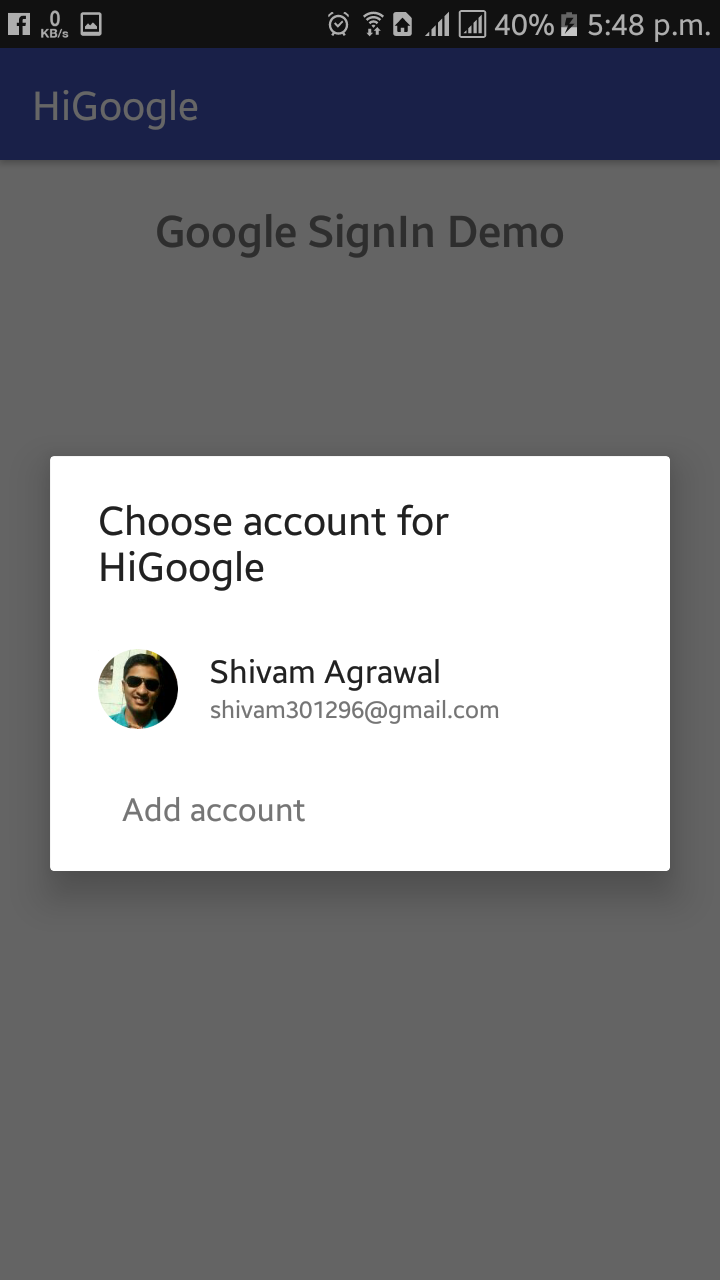 0 KB/s 40% 5:48 p.m.
HiGoogle
Google SignIn Demo
Choose account for
HiGoogle
Shivam Agrawal
shivam301296@gmail.com
Add account